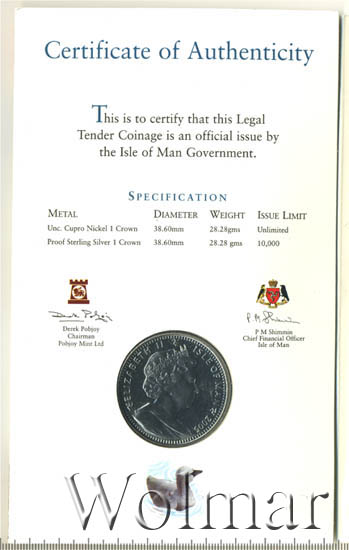 Certificate of Authenticity
This is to certify that this Legal
Tender Coinage is an official issue by
the Isle of Man Government.
SPECIFICATION
METAL DIAMETER WEIGHT ISSUE LIMIT
Unc. Cupro Nickel 1 Crown 38.60mm 28.28gms Unlimited
Proof Sterling Silver 1 Crown 38.60mm 28.28 gms 10,000
Derek Pobjoy
Derek Pobjoy
Chairman
Pobjoy Mint Ltd
P M Shimmin
P M Shimmin
Chief Financial Officer
Isle of Man
ELIZABETH II
ISLE OF MAN
Wolmar